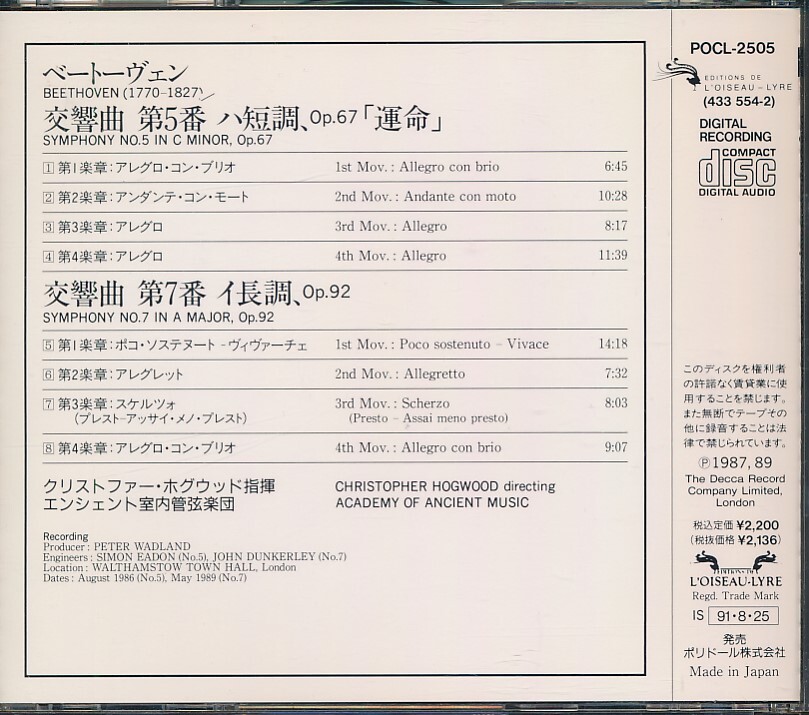 ベートーヴェン
BEETHOVEN (1770-1827)
交響曲 第5番 ハ短調、Op.67「運命」
SYMPHONY NO.5 IN C MINOR, Op.67
1 第1楽章:アレグロ・コン・ブリオ 1st Mov. : Allegro con brio 6:45
2 第2楽章:アンダンテ・コン・モート 2nd Mov. : Andante con moto 10:28
3 第3楽章:アレグロ 3rd Mov. : Allegro 8:17
4 第4楽章:アレグロ 4th Mov. : Allegro 11:39
交響曲 第7番 イ長調、Op.92
SYMPHONY NO.7 IN A MAJOR, Op.92
5 第1楽章:ポコ・ソステヌート - ヴィヴァーチェ 1st Mov. : Poco sostenuto - Vivace 14:18
6 第2楽章:アレグレット 2nd Mov. : Allegretto 7:32
7 第3楽章:スケルツォ 3rd Mov. : Scherzo 8:03
(プレスト-アッサイ・メノ・プレスト) (Presto - Assai meno presto)
8 第4楽章:アレグロ・コン・ブリオ 4th Mov. : Allegro con brio 9:07
クリストファー・ホグウッド指揮 CHRISTOPHER HOGWOOD directing
エンシェント室内管弦楽団 ACADEMY OF ANCIENT MUSIC
Recording
Producer : PETER WADLAND
Engineers : SIMON EADON (No.5), JOHN DUNKERLEY (No.7)
Location : WALTHAMSTOW TOWN HALL, London
Dates : August 1986 (No.5), May 1989 (No.7)
POCL-2505
EDITIONS DE
L'OISEAU-LYRE
(433 554-2)
DIGITAL
RECORDING
COMPACT
disc
DIGITAL AUDIO
このディスクを権利者
の許諾なく賃貸業に使
用することを禁じます。
また無断でテープその
他に録音することは法
律で禁じられています。
Ⓟ1987, 89
The Decca Record
Company Limited,
London
税込定価 ¥2,200
(税抜価格 ¥2,136)
EDITIONS DE
L'OISEAU-LYRE
Regd. Trade Mark
IS 91・8・25
発売
ポリドール株式会社
Made in Japan